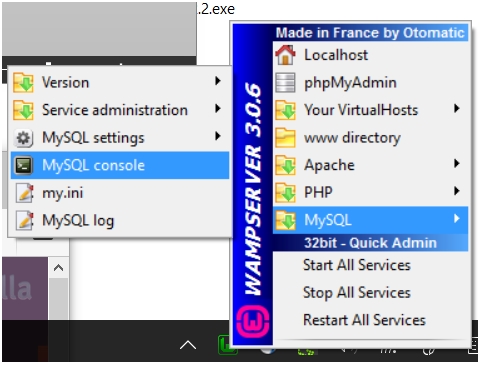 .2.exe
Version
Service administration
MySQL settings
MySQL console
my.ini
MySQL log
lla
WAMPSERVER 3.0.6
Made in France by Otomatic
Localhost
phpMyAdmin
Your VirtualHosts
www directory
Apache
PHP
MySQL
32bit - Quick Admin
Start All Services
Stop All Services
Restart All Services